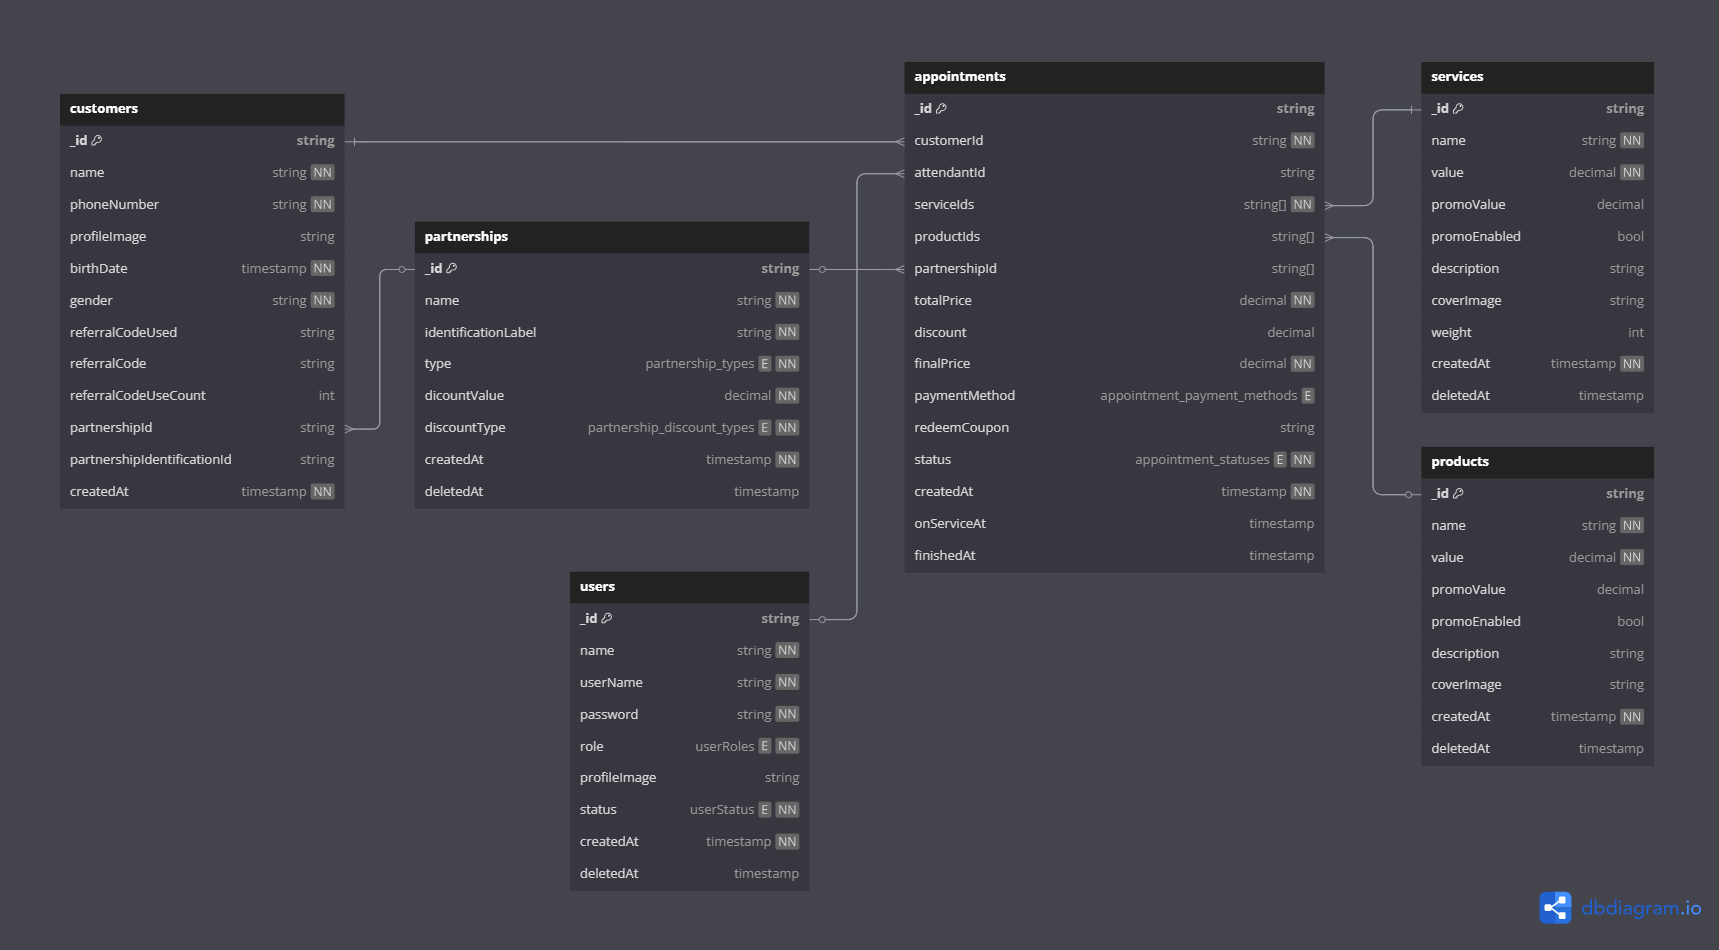 customers
_id string
name string NN
phoneNumber string NN
profileImage string
birthDate timestamp NN
gender string NN
referralCodeUsed string
referralCode string
referralCodeUseCount int
partnershipId string
partnershipIdentificationId string
createdAt timestamp NN
partnerships
_id string
name string NN
identificationLabel string NN
type partnership_types E NN
dicountValue decimal NN
discountType partnership_discount_types E NN
createdAt timestamp NN
deletedAt timestamp
users
_id string
name string NN
userName string NN
password string NN
role userRoles E NN
profileImage string
status userStatus E NN
createdAt timestamp NN
deletedAt timestamp
appointments
_id string
customerId string NN
attendantId string
serviceIds string[] NN
productIds string[]
partnershipId string[]
totalPrice decimal NN
discount decimal
finalPrice decimal NN
paymentMethod appointment_payment_methods E
redeemCoupon string
status appointment_statuses E NN
createdAt timestamp NN
onServiceAt timestamp
finishedAt timestamp
services
_id string
name string NN
value decimal NN
promoValue decimal
promoEnabled bool
description string
coverImage string
weight int
createdAt timestamp NN
deletedAt timestamp
products
_id string
name string NN
value decimal NN
promoValue decimal
promoEnabled bool
description string
coverImage string
createdAt timestamp NN
deletedAt timestamp
dbdiagram.io